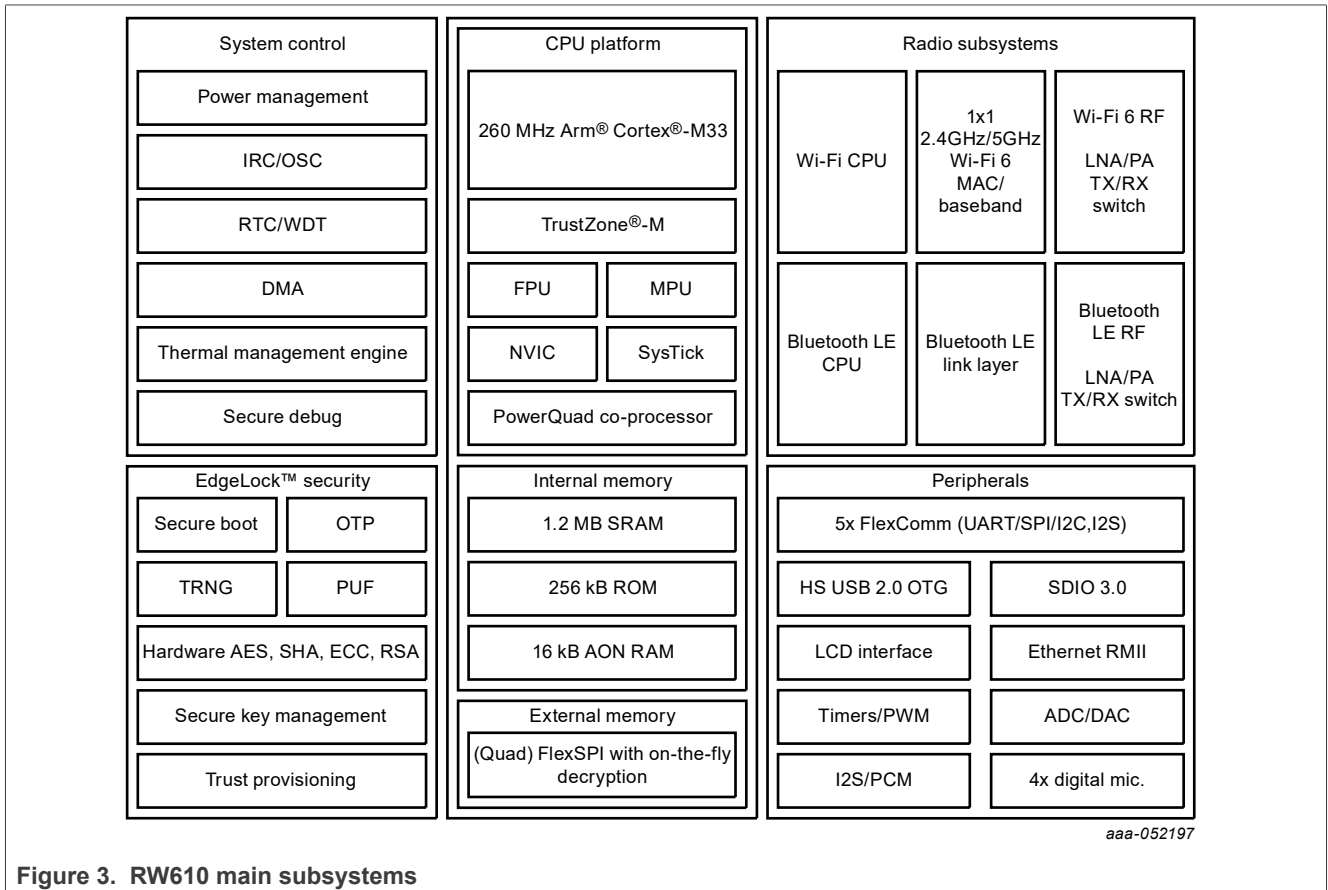 System control
Power management
IRC/OSC
RTC/WDT
DMA
Thermal management engine
Secure debug
CPU platform
260 MHz Arm® Cortex®-M33
TrustZone®-M
FPU
MPU
NVIC
SysTick
PowerQuad co-processor
Radio subsystems
Wi-Fi CPU
1x1
2.4GHz/5GHz
Wi-Fi 6
MAC/
baseband
Wi-Fi 6 RF
LNA/PA
TX/RX
switch
Bluetooth LE
CPU
Bluetooth LE
link layer
Bluetooth
LE RF
LNA/PA
TX/RX switch
EdgeLock™ security
Secure boot
OTP
TRNG
PUF
Hardware AES, SHA, ECC, RSA
Secure key management
Trust provisioning
Internal memory
1.2 MB SRAM
256 kB ROM
16 kB AON RAM
External memory
(Quad) FlexSPI with on-the-fly
decryption
Peripherals
5x FlexComm (UART/SPI/I2C,I2S)
HS USB 2.0 OTG
SDIO 3.0
LCD interface
Ethernet RMII
Timers/PWM
ADC/DAC
I2S/PCM
4x digital mic.
aaa-052197
Figure 3. RW610 main subsystems